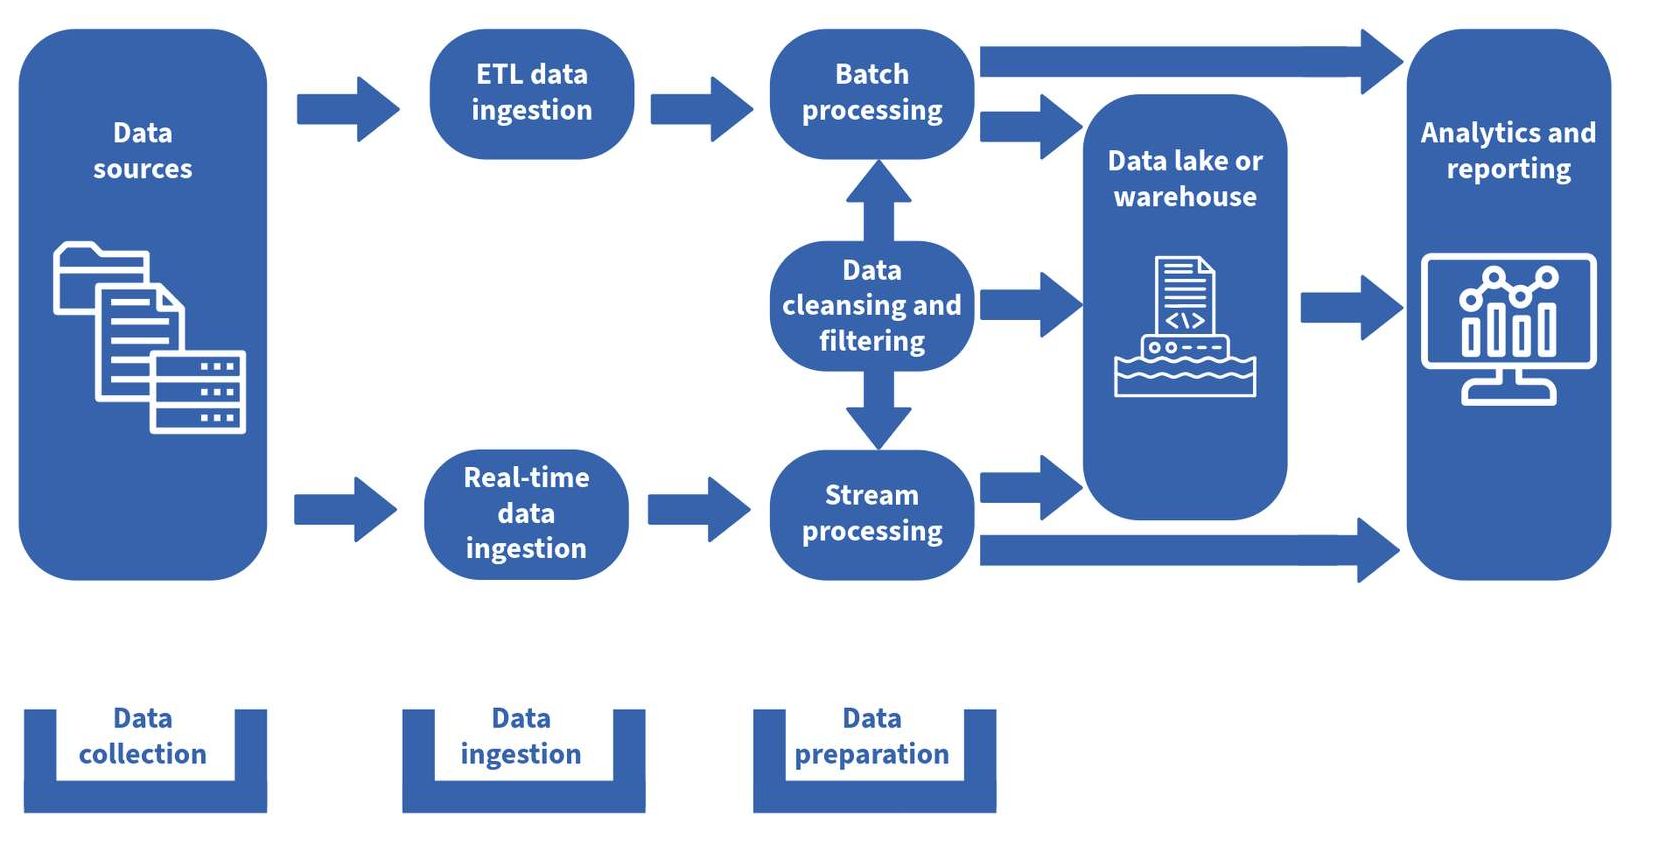 Data
sources
ETL data
ingestion
Batch
processing
Data lake or
warehouse
Analytics and
reporting
Data
cleansing and
filtering
</>
Real-time
data
ingestion
Stream
processing
Data
collection
Data
ingestion
Data
preparation